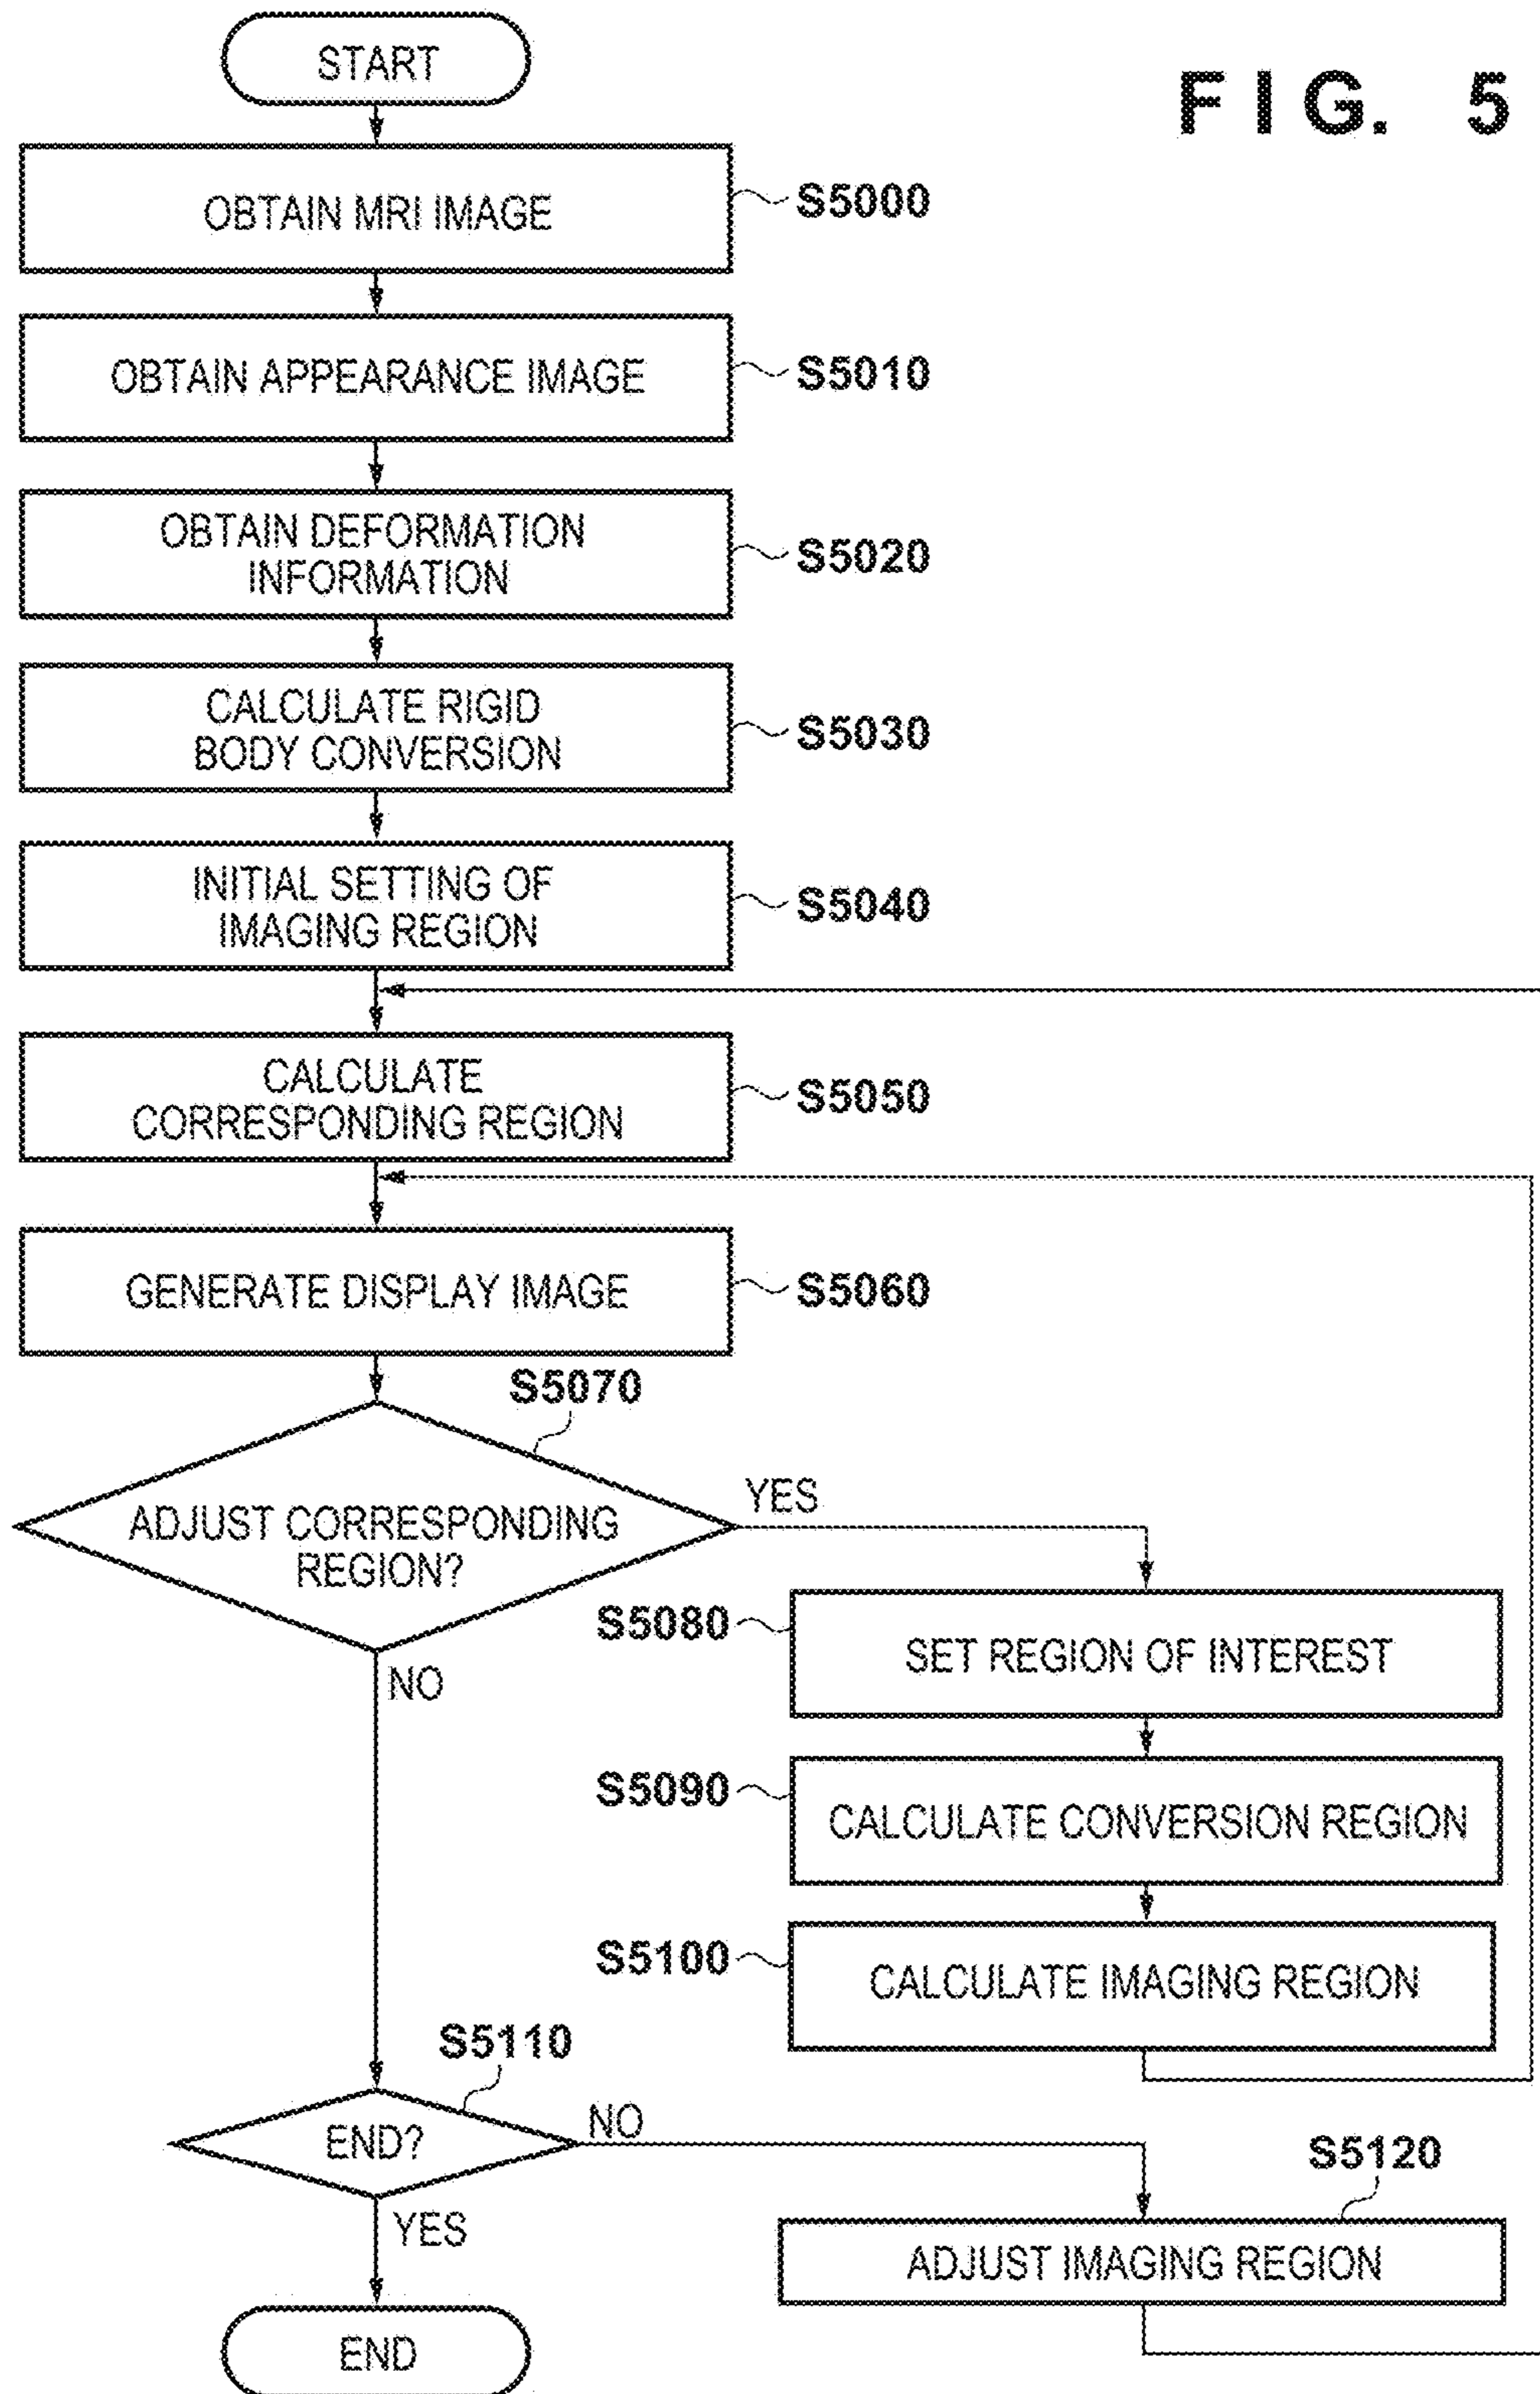 FIG. 5
START
OBTAIN MRI IMAGE
S5000
OBTAIN APPEARANCE IMAGE
S5010
OBTAIN DEFORMATION
INFORMATION
S5020
CALCULATE RIGID
BODY CONVERSION
S5030
INITIAL SETTING OF
IMAGING REGION
S5040
CALCULATE
CORRESPONDING REGION
S5050
GENERATE DISPLAY IMAGE
S5060
S5070
ADJUST CORRESPONDING
REGION?
YES
NO
S5080
SET REGION OF INTEREST
S5090
CALCULATE CONVERSION REGION
S5100
CALCULATE IMAGING REGION
S5110
END?
NO
YES
S5120
ADJUST IMAGING REGION
END